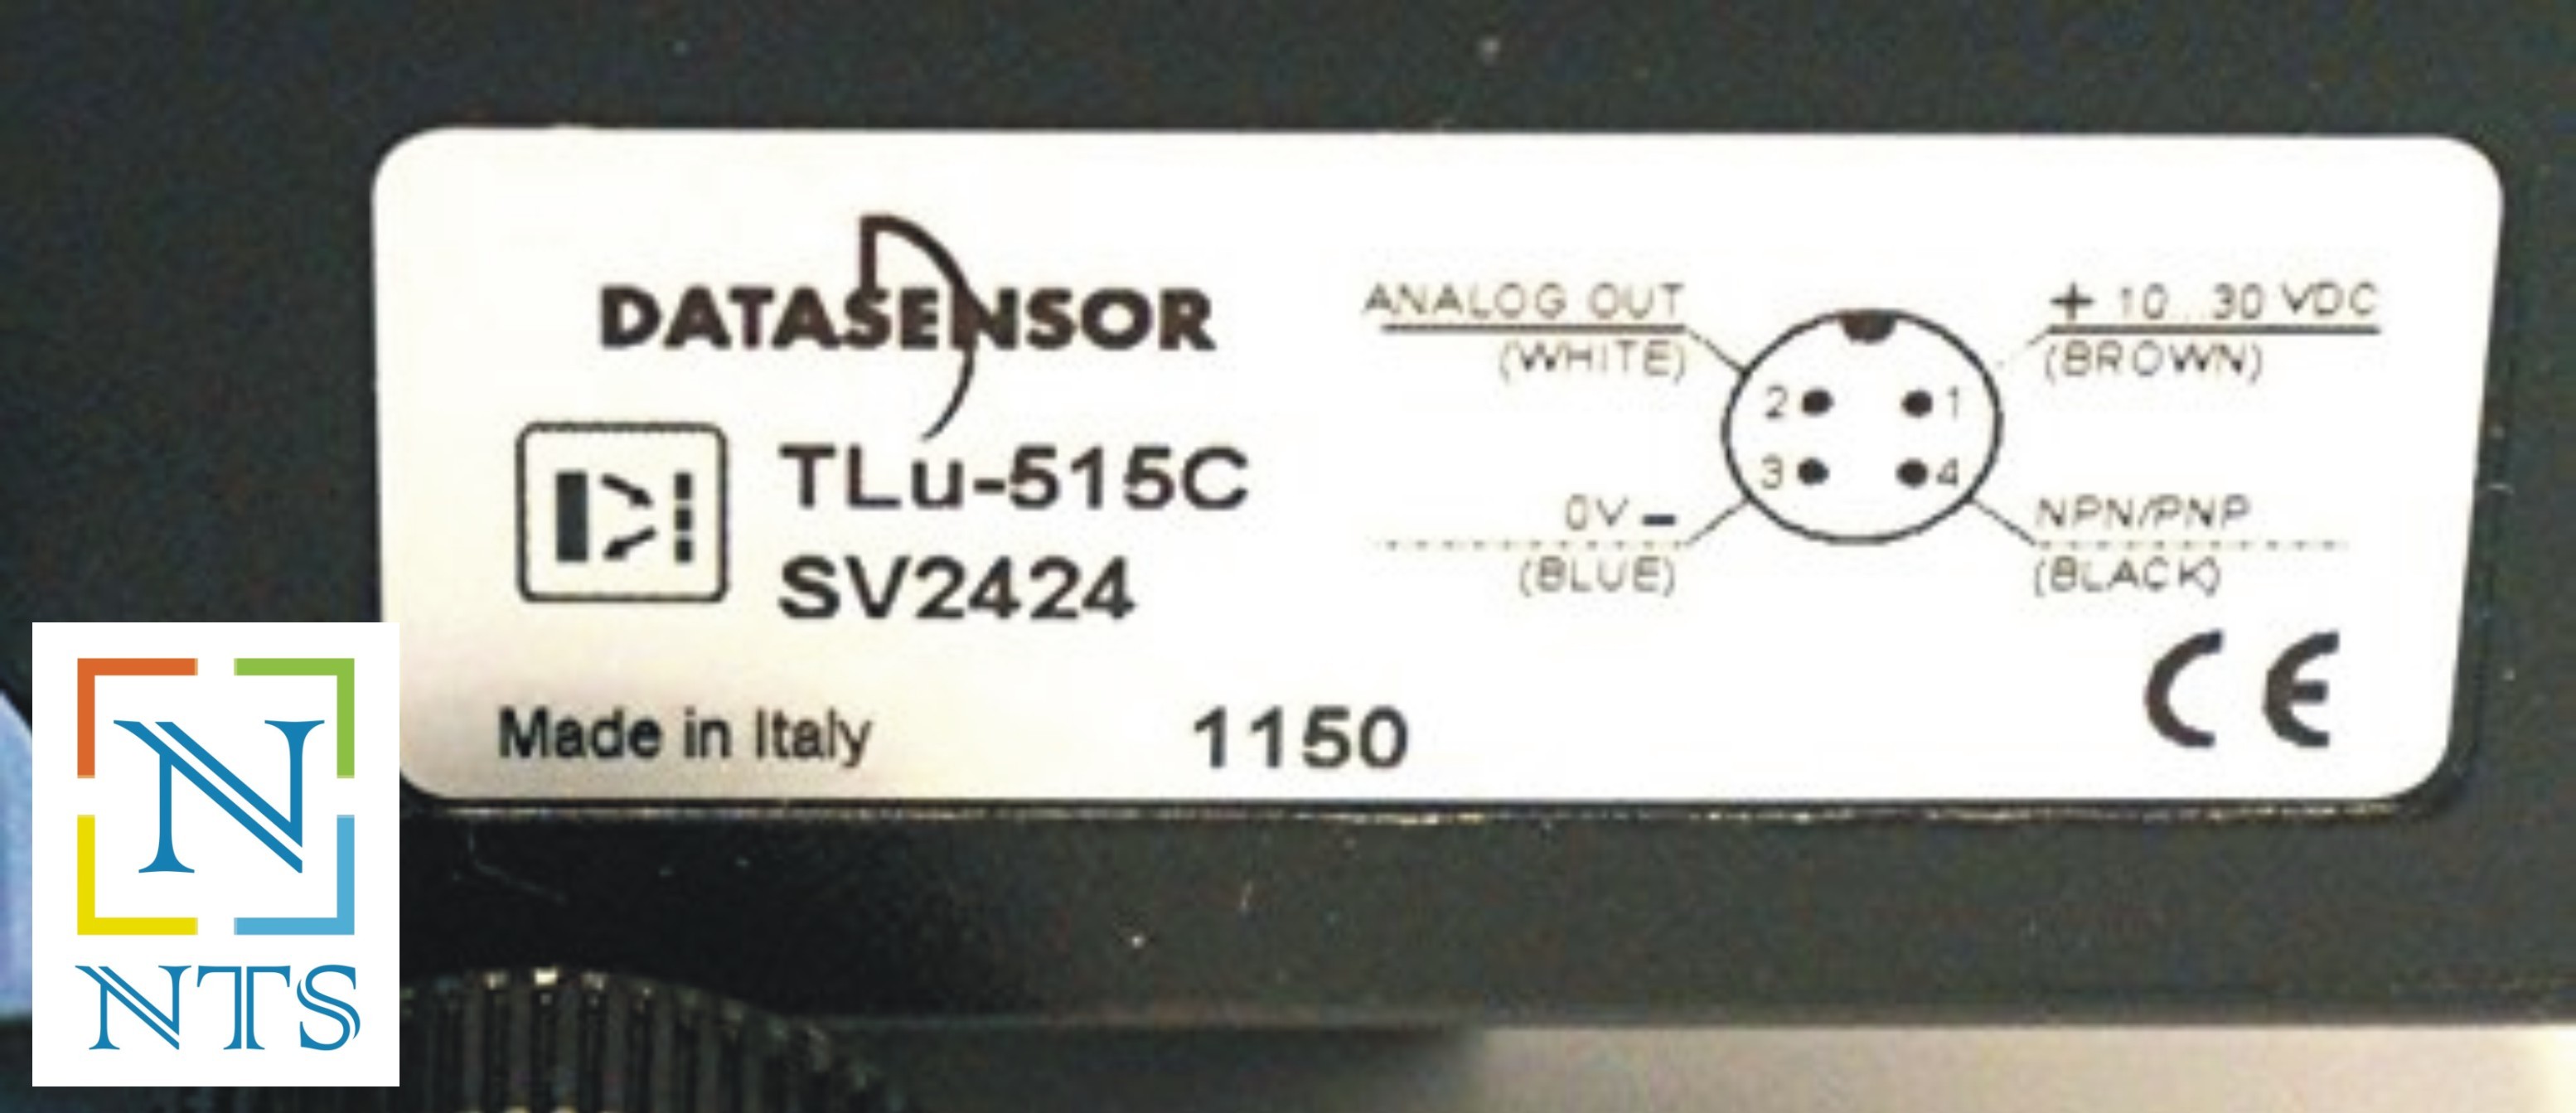 DATASENSOR
TLu-515C
SV2424
Made in Italy
1150
ANALOG OUT
(WHITE)
+ 10..30 VDC
(BROWN)
2
1
3
4
0V -
(BLUE)
NPN/PNP
(BLACK)
CE
N
NTS